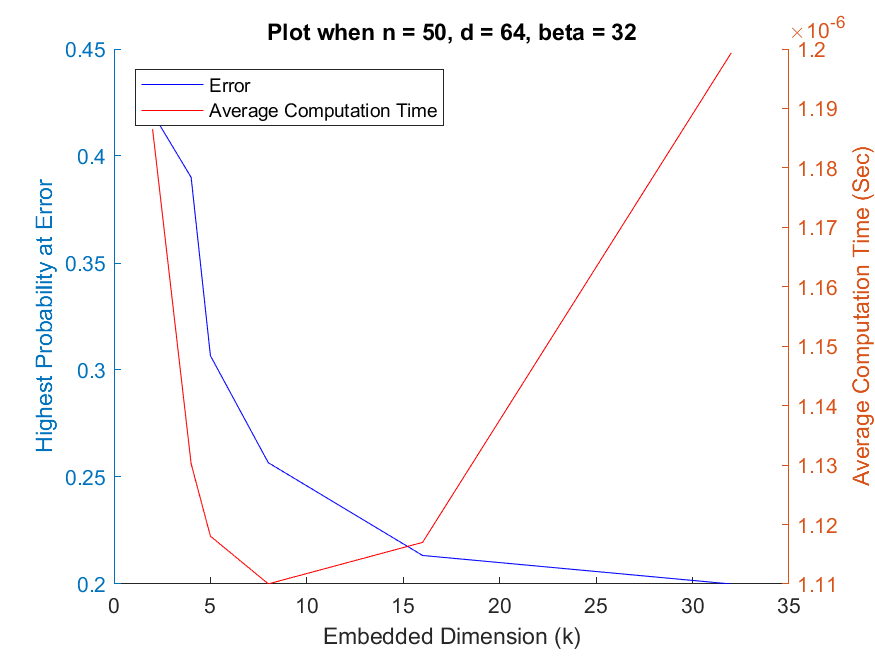 Plot when n = 50, d = 64, beta = 32
×10-6
Error
Average Computation Time
Highest Probability at Error
0.45
0.4
0.35
0.3
0.25
0.2
1.2
1.19
1.18
1.17
1.16
1.15
1.14
1.13
1.12
1.11
Average Computation Time (Sec)
0 5 10 15 20 25 30 35
Embedded Dimension (k)